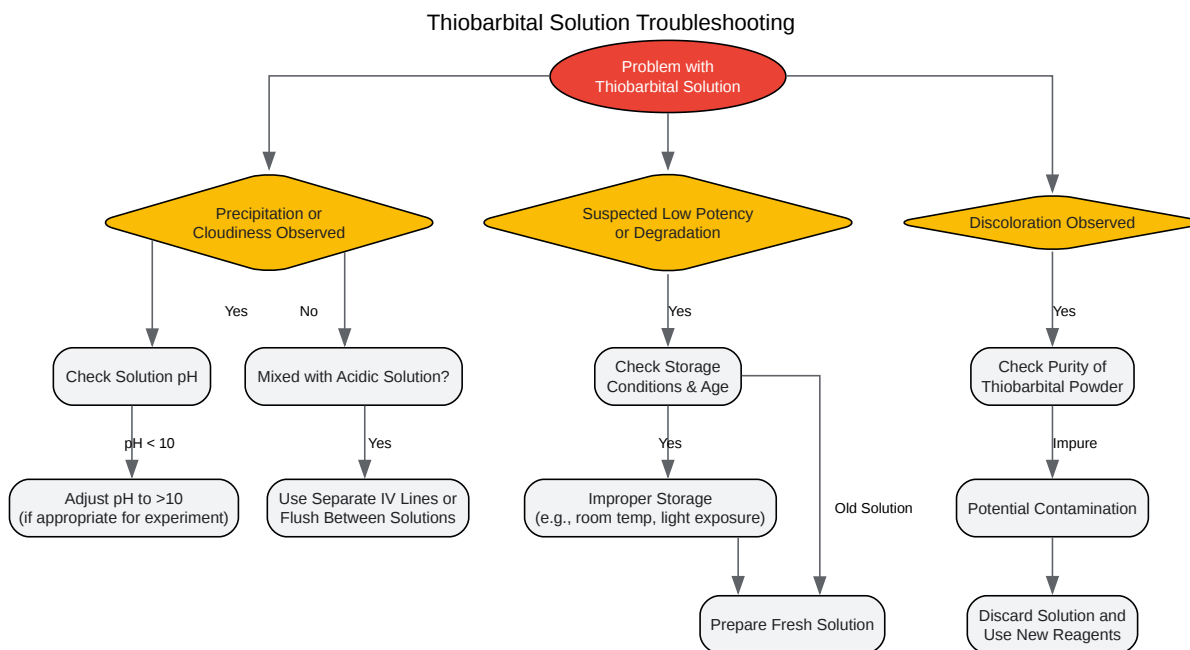 Thiobarbital Solution Troubleshooting
Problem with
Thiobarbital Solution
Precipitation or
Cloudiness Observed
Suspected Low Potency
or Degradation
Discoloration Observed
Yes
No
Yes
Yes
Check Solution pH
Mixed with Acidic Solution?
Check Storage
Conditions & Age
Check Purity of
Thiobarbital Powder
pH < 10
Yes
Yes
Impure
Adjust pH to >10
(if appropriate for experiment)
Use Separate IV Lines or
Flush Between Solutions
Improper Storage
(e.g., room temp, light exposure)
Old Solution
Potential Contamination
Prepare Fresh Solution
Discard Solution and
Use New Reagents